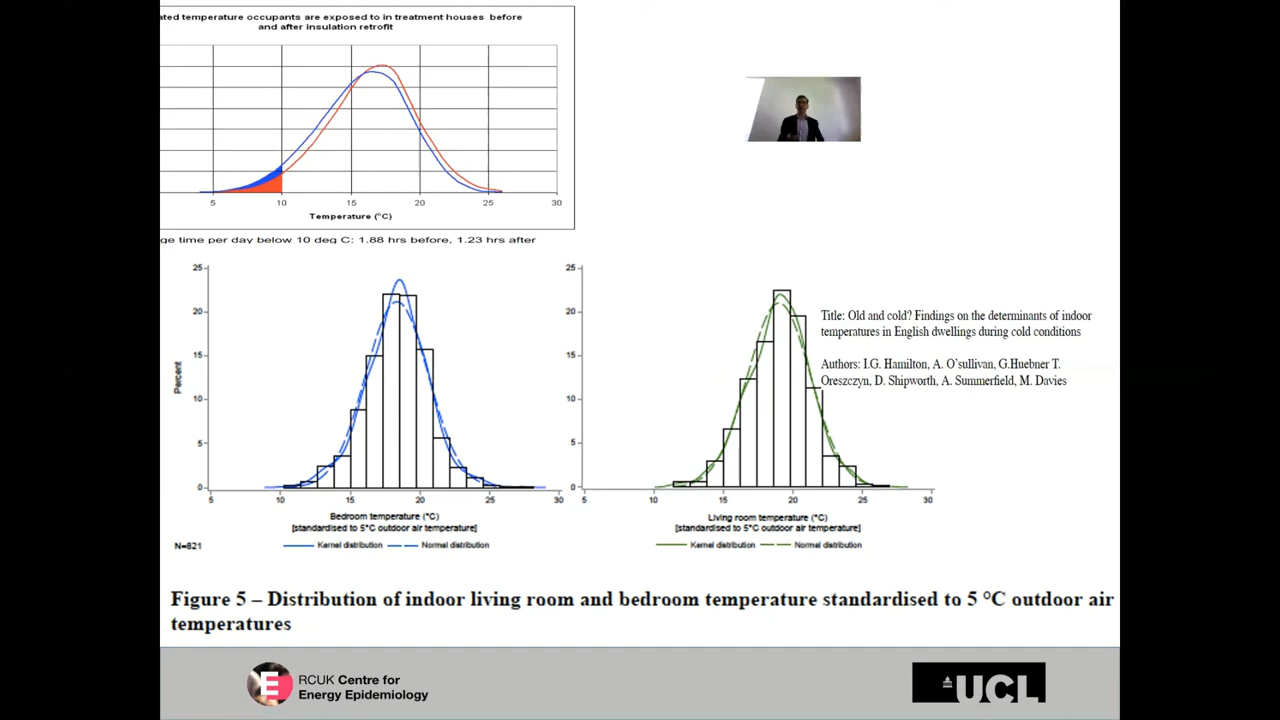 ated temperature occupants are exposed to in treatment houses before
and after insulation retrofit
5 10 15 20 25 30
Temperature (°C)
ge time per day below 10 deg C: 1.88 hrs before, 1.23 hrs after
25
20
15
10
5
0
Percent
5 15 10 20 25 30
Bedroom temperature (°C)
[standardised to 5°C outdoor air temperature]
N=821
Kernel distribution Normal distribution
25
20
15
10
5
0
5 10 15 20 25 30
Living room temperature (°C)
[standardised to 5°C outdoor air temperature]
Kernel distribution Normal distribution
Title: Old and cold? Findings on the determinants of indoor
temperatures in English dwellings during cold conditions
Authors: I.G. Hamilton, A. O'sullivan, G.Huebner T.
Oreszczyn, D. Shipworth, A. Summerfield, M. Davies
Figure 5 – Distribution of indoor living room and bedroom temperature standardised to 5 °C outdoor air
temperatures
E
RCUK Centre for
Energy Epidemiology
UCL